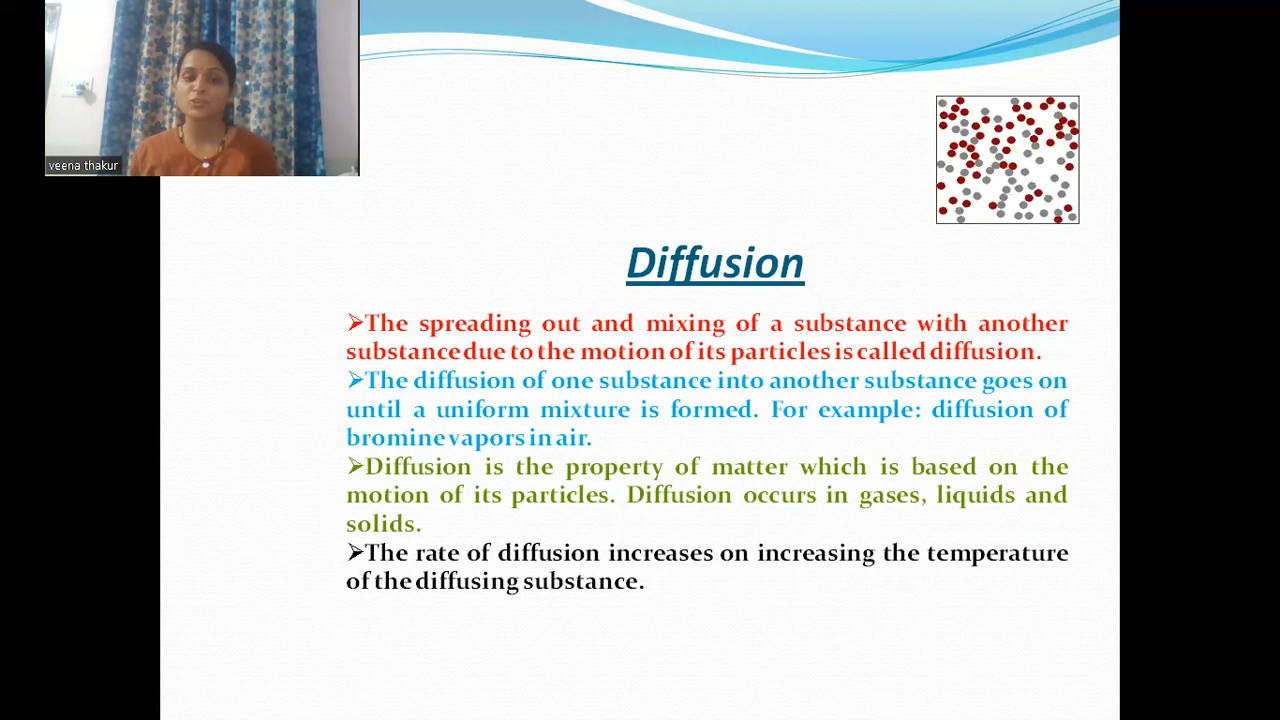 veena thakur
Diffusion
➢The spreading out and mixing of a substance with another
substance due to the motion of its particles is called diffusion.
➢The diffusion of one substance into another substance goes on
until a uniform mixture is formed. For example: diffusion of
bromine vapors in air.
➢Diffusion is the property of matter which is based on the
motion of its particles. Diffusion occurs in gases, liquids and
solids.
➢The rate of diffusion increases on increasing the temperature
of the diffusing substance.